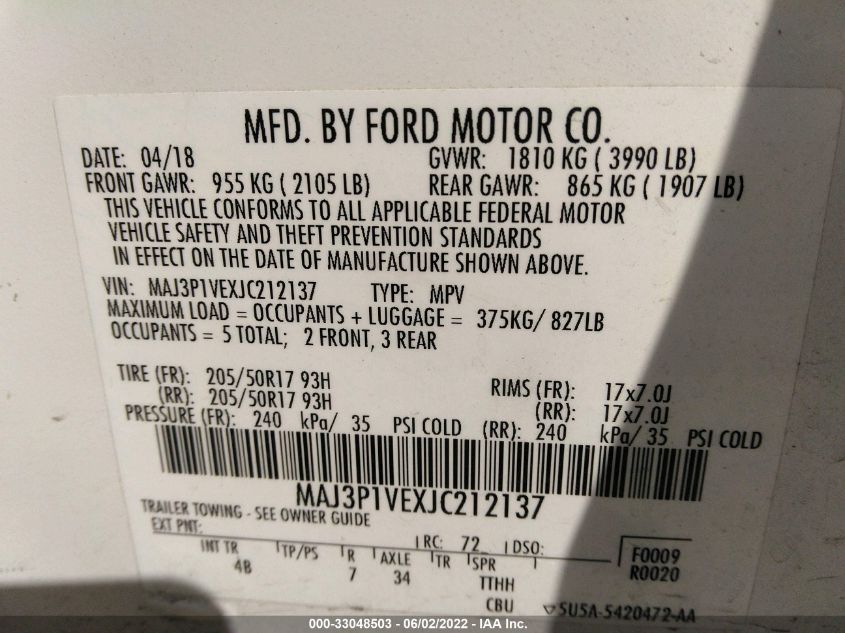 MFD. BY FORD MOTOR CO.
DATE: 04/18 GVWR: 1810 KG ( 3990 LB)
FRONT GAWR: 955 KG ( 2105 LB) REAR GAWR: 865 KG ( 1907 LB)
THIS VEHICLE CONFORMS TO ALL APPLICABLE FEDERAL MOTOR
VEHICLE SAFETY AND THEFT PREVENTION STANDARDS
IN EFFECT ON THE DATE OF MANUFACTURE SHOWN ABOVE.
VIN: MAJ3P1VEXJC212137 TYPE: MPV
MAXIMUM LOAD = OCCUPANTS + LUGGAGE = 375KG/ 827LB
OCCUPANTS = 5 TOTAL; 2 FRONT, 3 REAR
TIRE (FR): 205/50R17 93H RIMS (FR): 17x7.0J
(RR): 205/50R17 93H (RR): 17x7.0J
PRESSURE (FR): 240 kPa/ 35 PSI COLD (RR): 240 kPa/ 35 PSI COLD
MAJ3P1VEXJC212137
TRAILER TOWING - SEE OWNER GUIDE
EXT PNT: RC: 72 DSO: F0009
INT TR TP/PS R AXLE TR SPR R0020
4B 7 34 TTHH
CBU 5U5A-5420472-AA
000-33048503 - 06/02/2022 - IAA Inc.